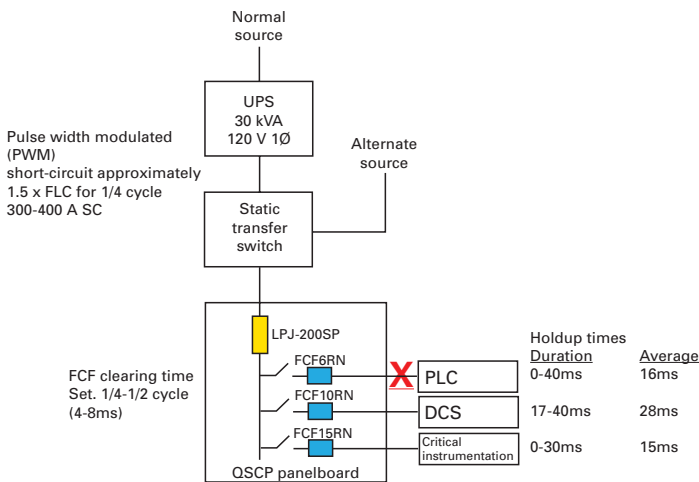 Normal
source
UPS
30 kVA
120 V 1Ø
Pulse width modulated
(PWM)
short-circuit approximately
1.5 x FLC for 1/4 cycle
300-400 A SC
Alternate
source
Static
transfer
switch
LPJ-200SP
Holdup times
Duration Average
FCF6RN
X
PLC
0-40ms 16ms
FCF clearing time
Set. 1/4-1/2 cycle
(4-8ms)
FCF10RN
DCS
17-40ms 28ms
FCF15RN
Critical
instrumentation
0-30ms 15ms
QSCP panelboard